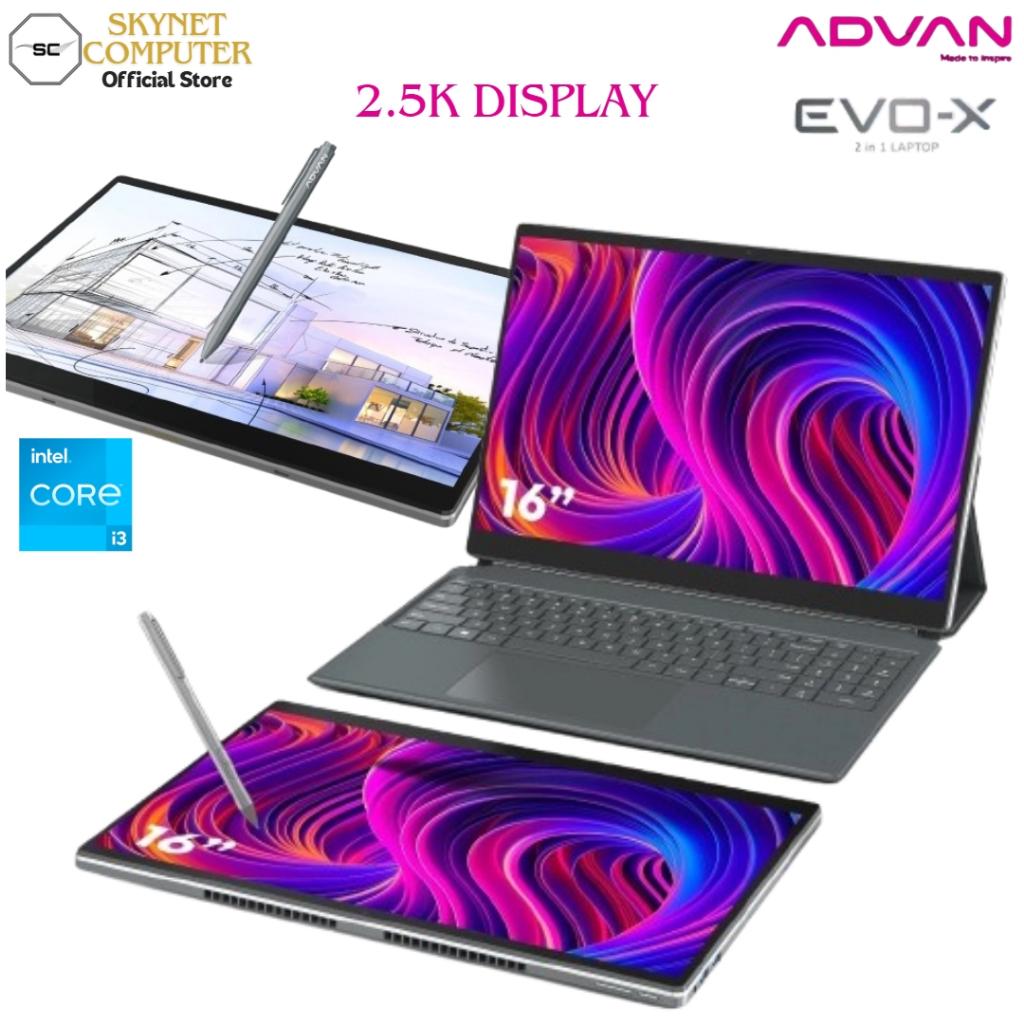 SC
SKYNET
COMPUTER
Official Store
ADVAN
Made to Inspire
2.5K DISPLAY
EVO-X
2 in 1 LAPTOP
ADVAN
16”
intel.
CORE
i3
16”